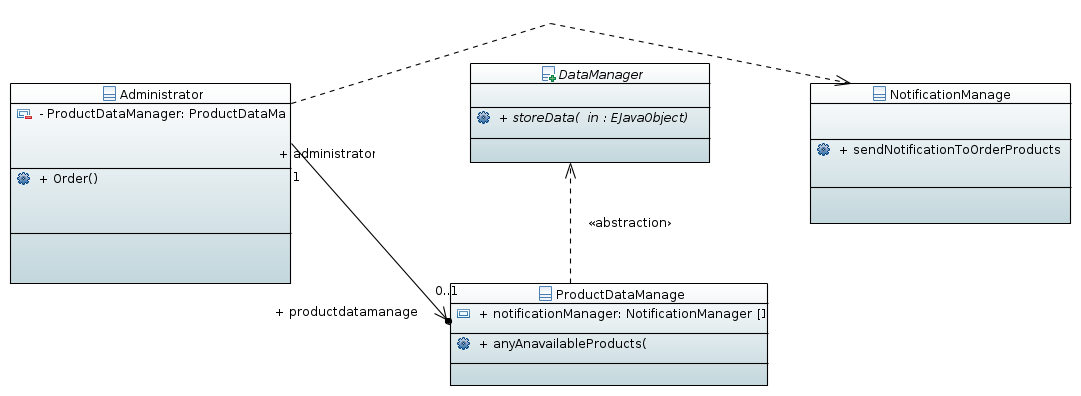 Administrator
- ProductDataManager: ProductDataMa
+ Order()
DataManager
+ storeData(  in : EJavaObject)
NotificationManage
+ sendNotificationToOrderProducts
+ administrator
1
«abstraction»
0..1
+ productdatamanage
ProductDataManage
+ notificationManager: NotificationManager []
+ anyAnavailableProducts(